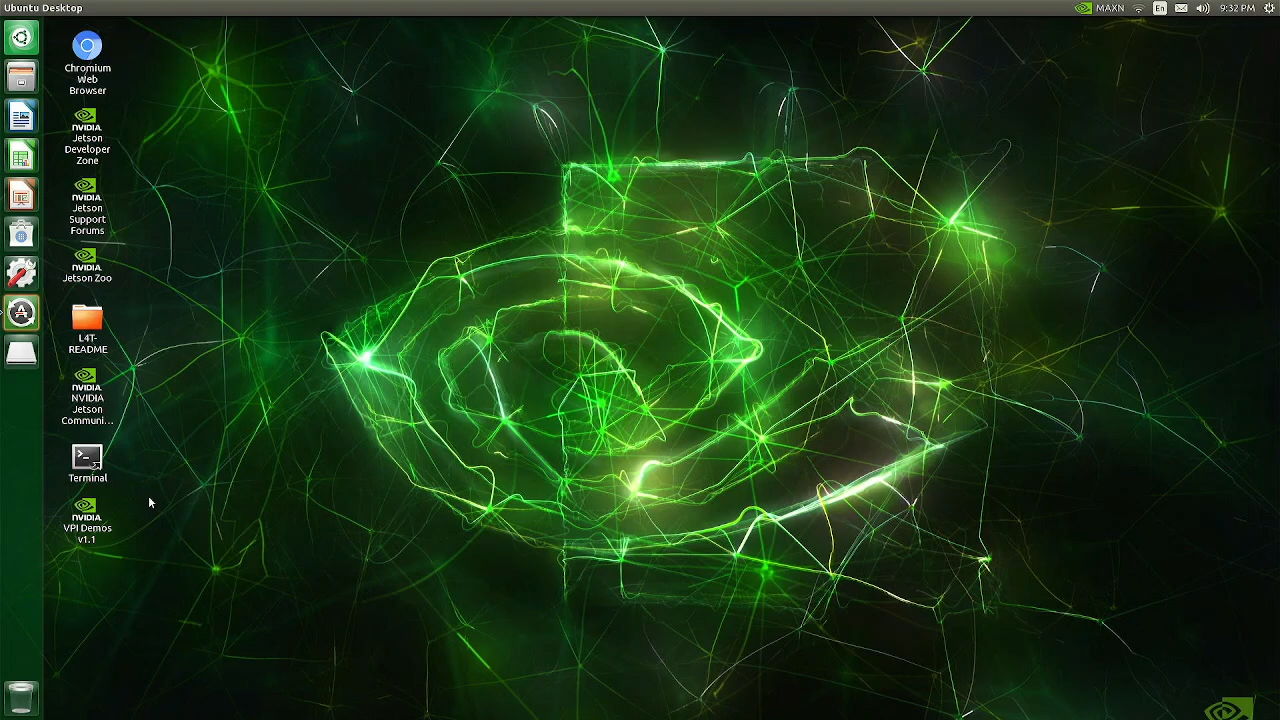 Ubuntu Desktop
MAXN
En
9:32 PM
Chromium
Web
Browser
NVIDIA.
Jetson
Developer
Zone
NVIDIA.
Jetson
Support
Forums
NVIDIA.
Jetson Zoo
L4T-
README
NVIDIA.
NVIDIA
Jetson
Communi...
>_
Terminal
NVIDIA.
VPI Demos
v1.1